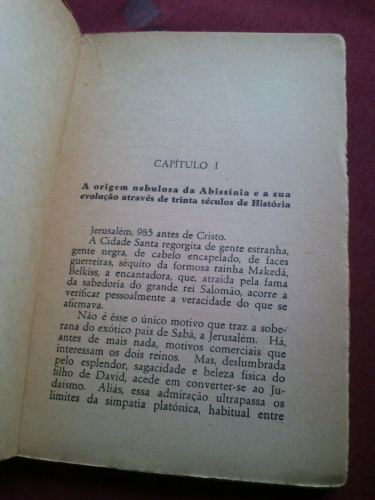 CAPÍTULO I
A origem nebulosa da Abissínia e a sua
evolução através de trinta séculos de História
Jerusalém, 985 antes de Cristo.
A Cidade Santa regorgita de gente estranha,
gente negra, de cabelo encapelado, de faces
guerreiras, séquito da formosa rainha Makedá,
Belkiss, a encantadora, que, atraída pela fama
da sabedoria do grande rei Salomão, acorre a
verificar pessoalmente a veracidade do que se
afirmava.
Não é êsse o único motivo que traz a sobe-
rana do exótico país de Sabá, a Jerusalém. Há,
antes de mais nada, motivos comerciais que
interessam os dois reinos. Mas, deslumbrada
pelo esplendor, sagacidade e beleza física do
filho de David, acede em converter-se ao Ju-
daísmo. Aliás, essa admiração ultrapassa os
limites da simpatia platónica, habitual entre